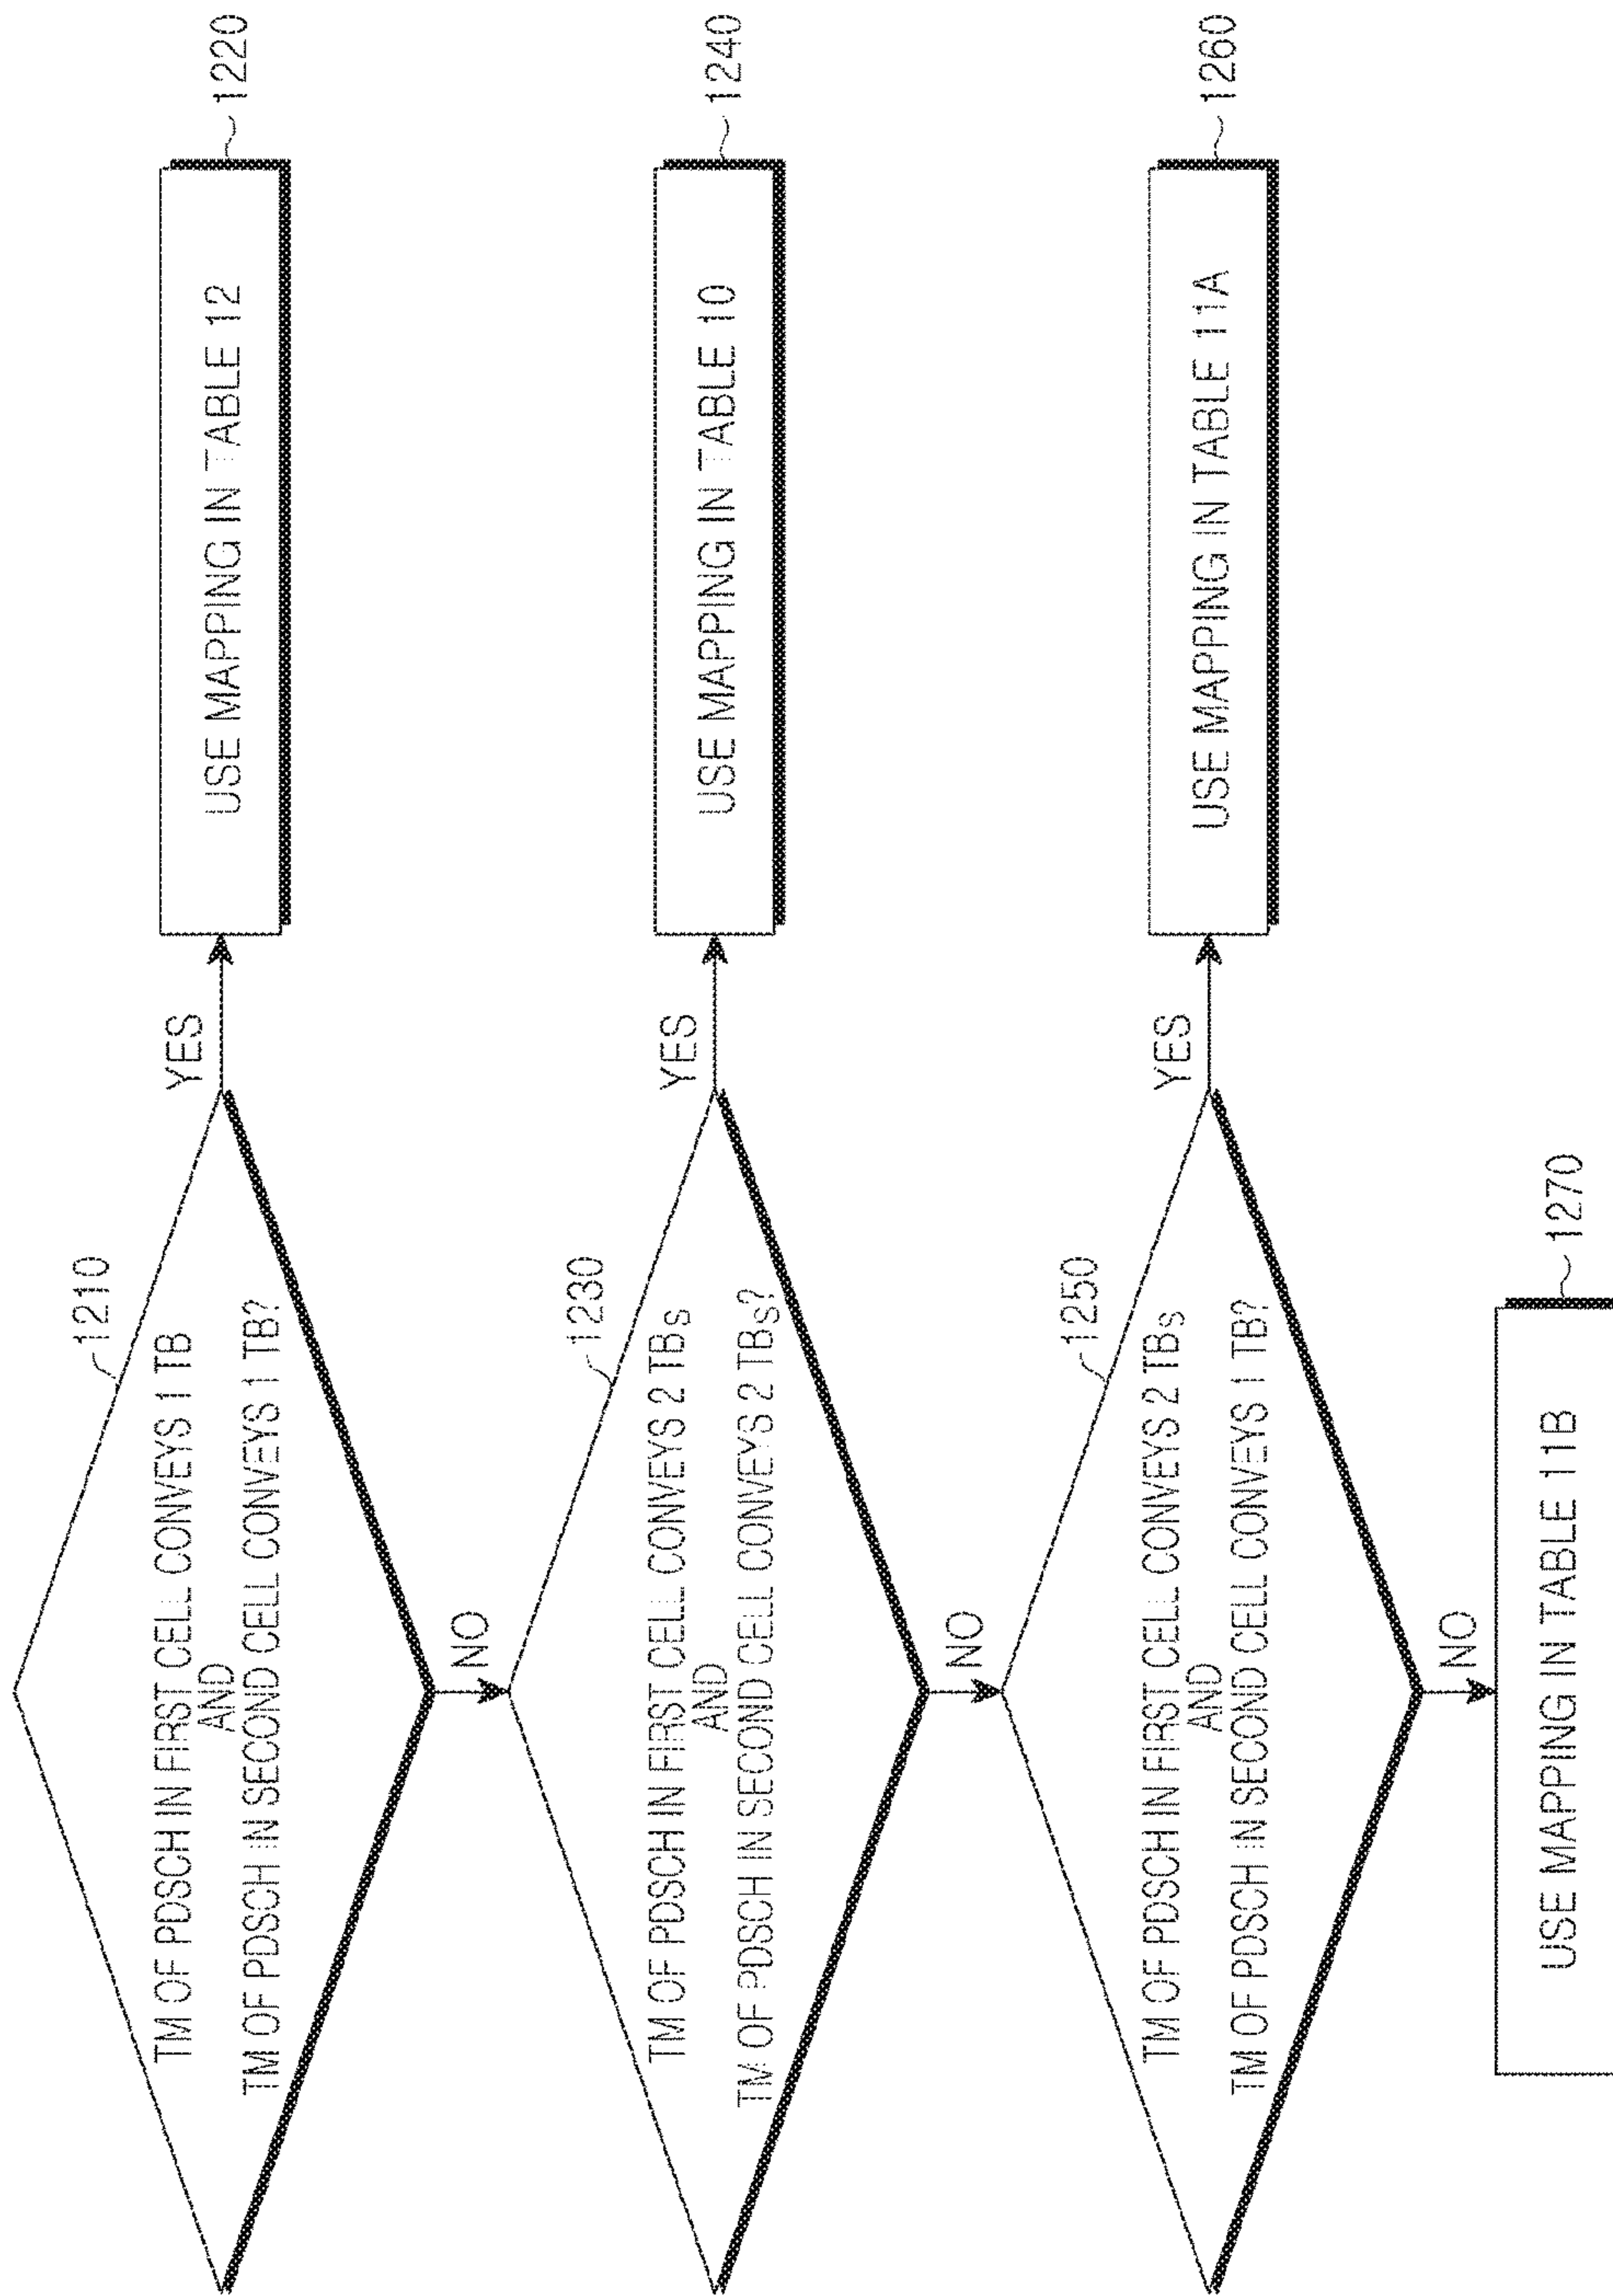 1210
TM OF PDSCH IN FIRST CELL CONVEYS 1 TB
AND
TM OF PDSCH IN SECOND CELL CONVEYS 1 TB?
YES
USE MAPPING IN TABLE 12
1220
NO
1230
TM OF PDSCH IN FIRST CELL CONVEYS 2 TBs
AND
TM OF PDSCH IN SECOND CELL CONVEYS 2 TBs?
YES
USE MAPPING IN TABLE 10
1240
NO
1250
TM OF PDSCH IN FIRST CELL CONVEYS 2 TBs
AND
TM OF PDSCH IN SECOND CELL CONVEYS 1 TB?
YES
USE MAPPING IN TABLE 11A
1260
NO
USE MAPPING IN TABLE 11B
1270